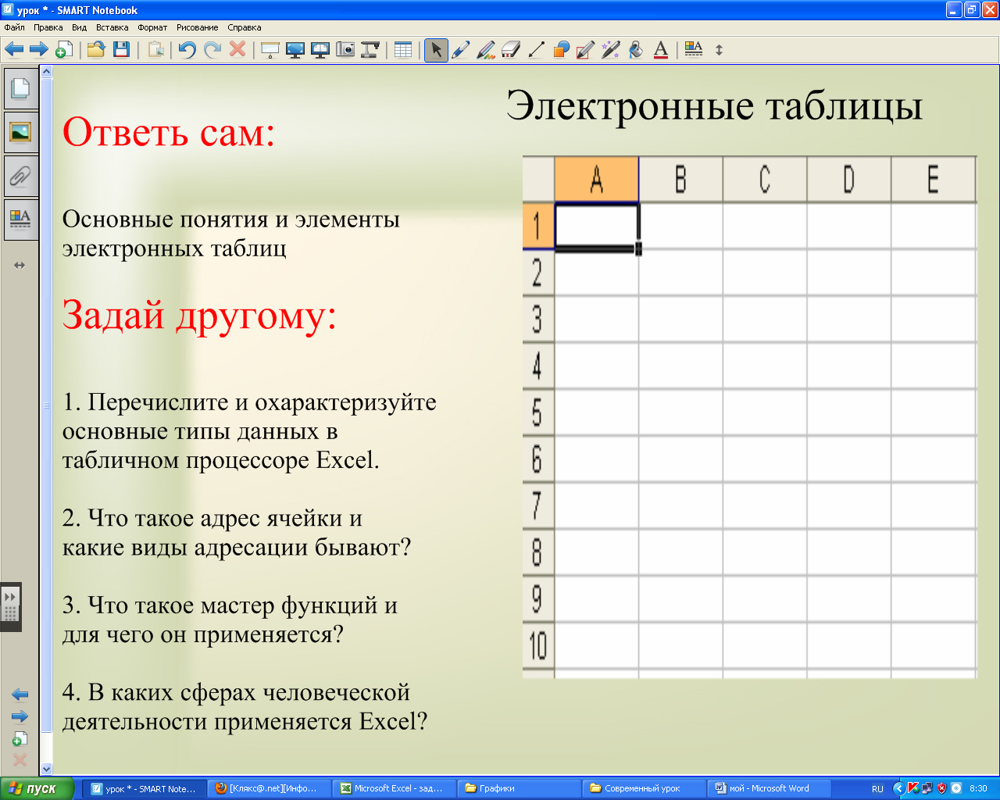 урок * - SMART Notebook
Файл Правка Вид Вставка Формат Рисование Справка
Электронные таблицы
Ответь сам:
Основные понятия и элементы
электронных таблиц
Задай другому:
1. Перечислите и охарактеризуйте
основные типы данных в
табличном процессоре Excel.
2. Что такое адрес ячейки и
какие виды адресации бывают?
3. Что такое мастер функций и
для чего он применяется?
4. В каких сферах человеческой
деятельности применяется Excel?
A B C D E
1
2
3
4
5
6
7
8
9
10
пуск урок * - SMART Note... [Клякс@.net][Инфо... Microsoft Excel - зад... Графики Современный урок мой - Microsoft Word RU 8:30